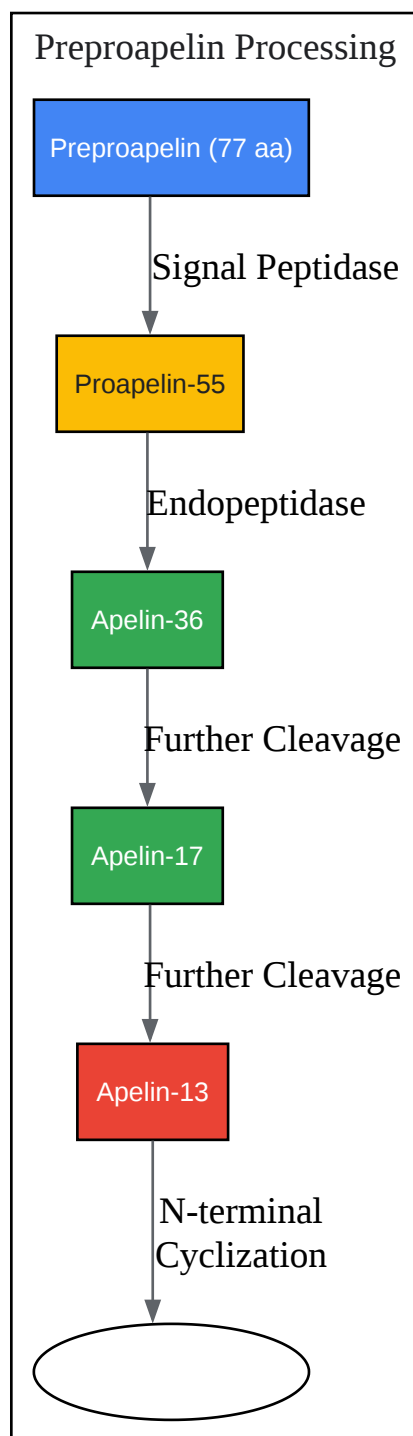 Preproapelin Processing
Preproapelin (77 aa)
Signal Peptidase
Proapelin-55
Endopeptidase
Apelin-36
Further Cleavage
Apelin-17
Further Cleavage
Apelin-13
N-terminal
Cyclization